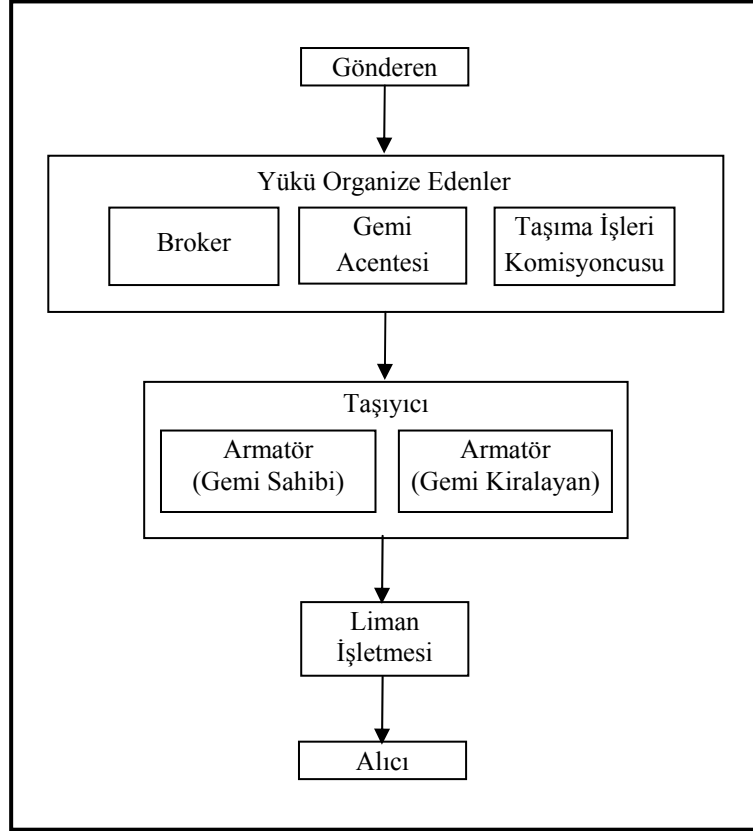 Gönderen
Yükü Organize Edenler
Broker
Gemi
Acentesi
Taşıma İşleri
Komisyoncusu
Taşıyıcı
Armatör
(Gemi Sahibi)
Armatör
(Gemi Kiralayan)
Liman
İşletmesi
Alıcı